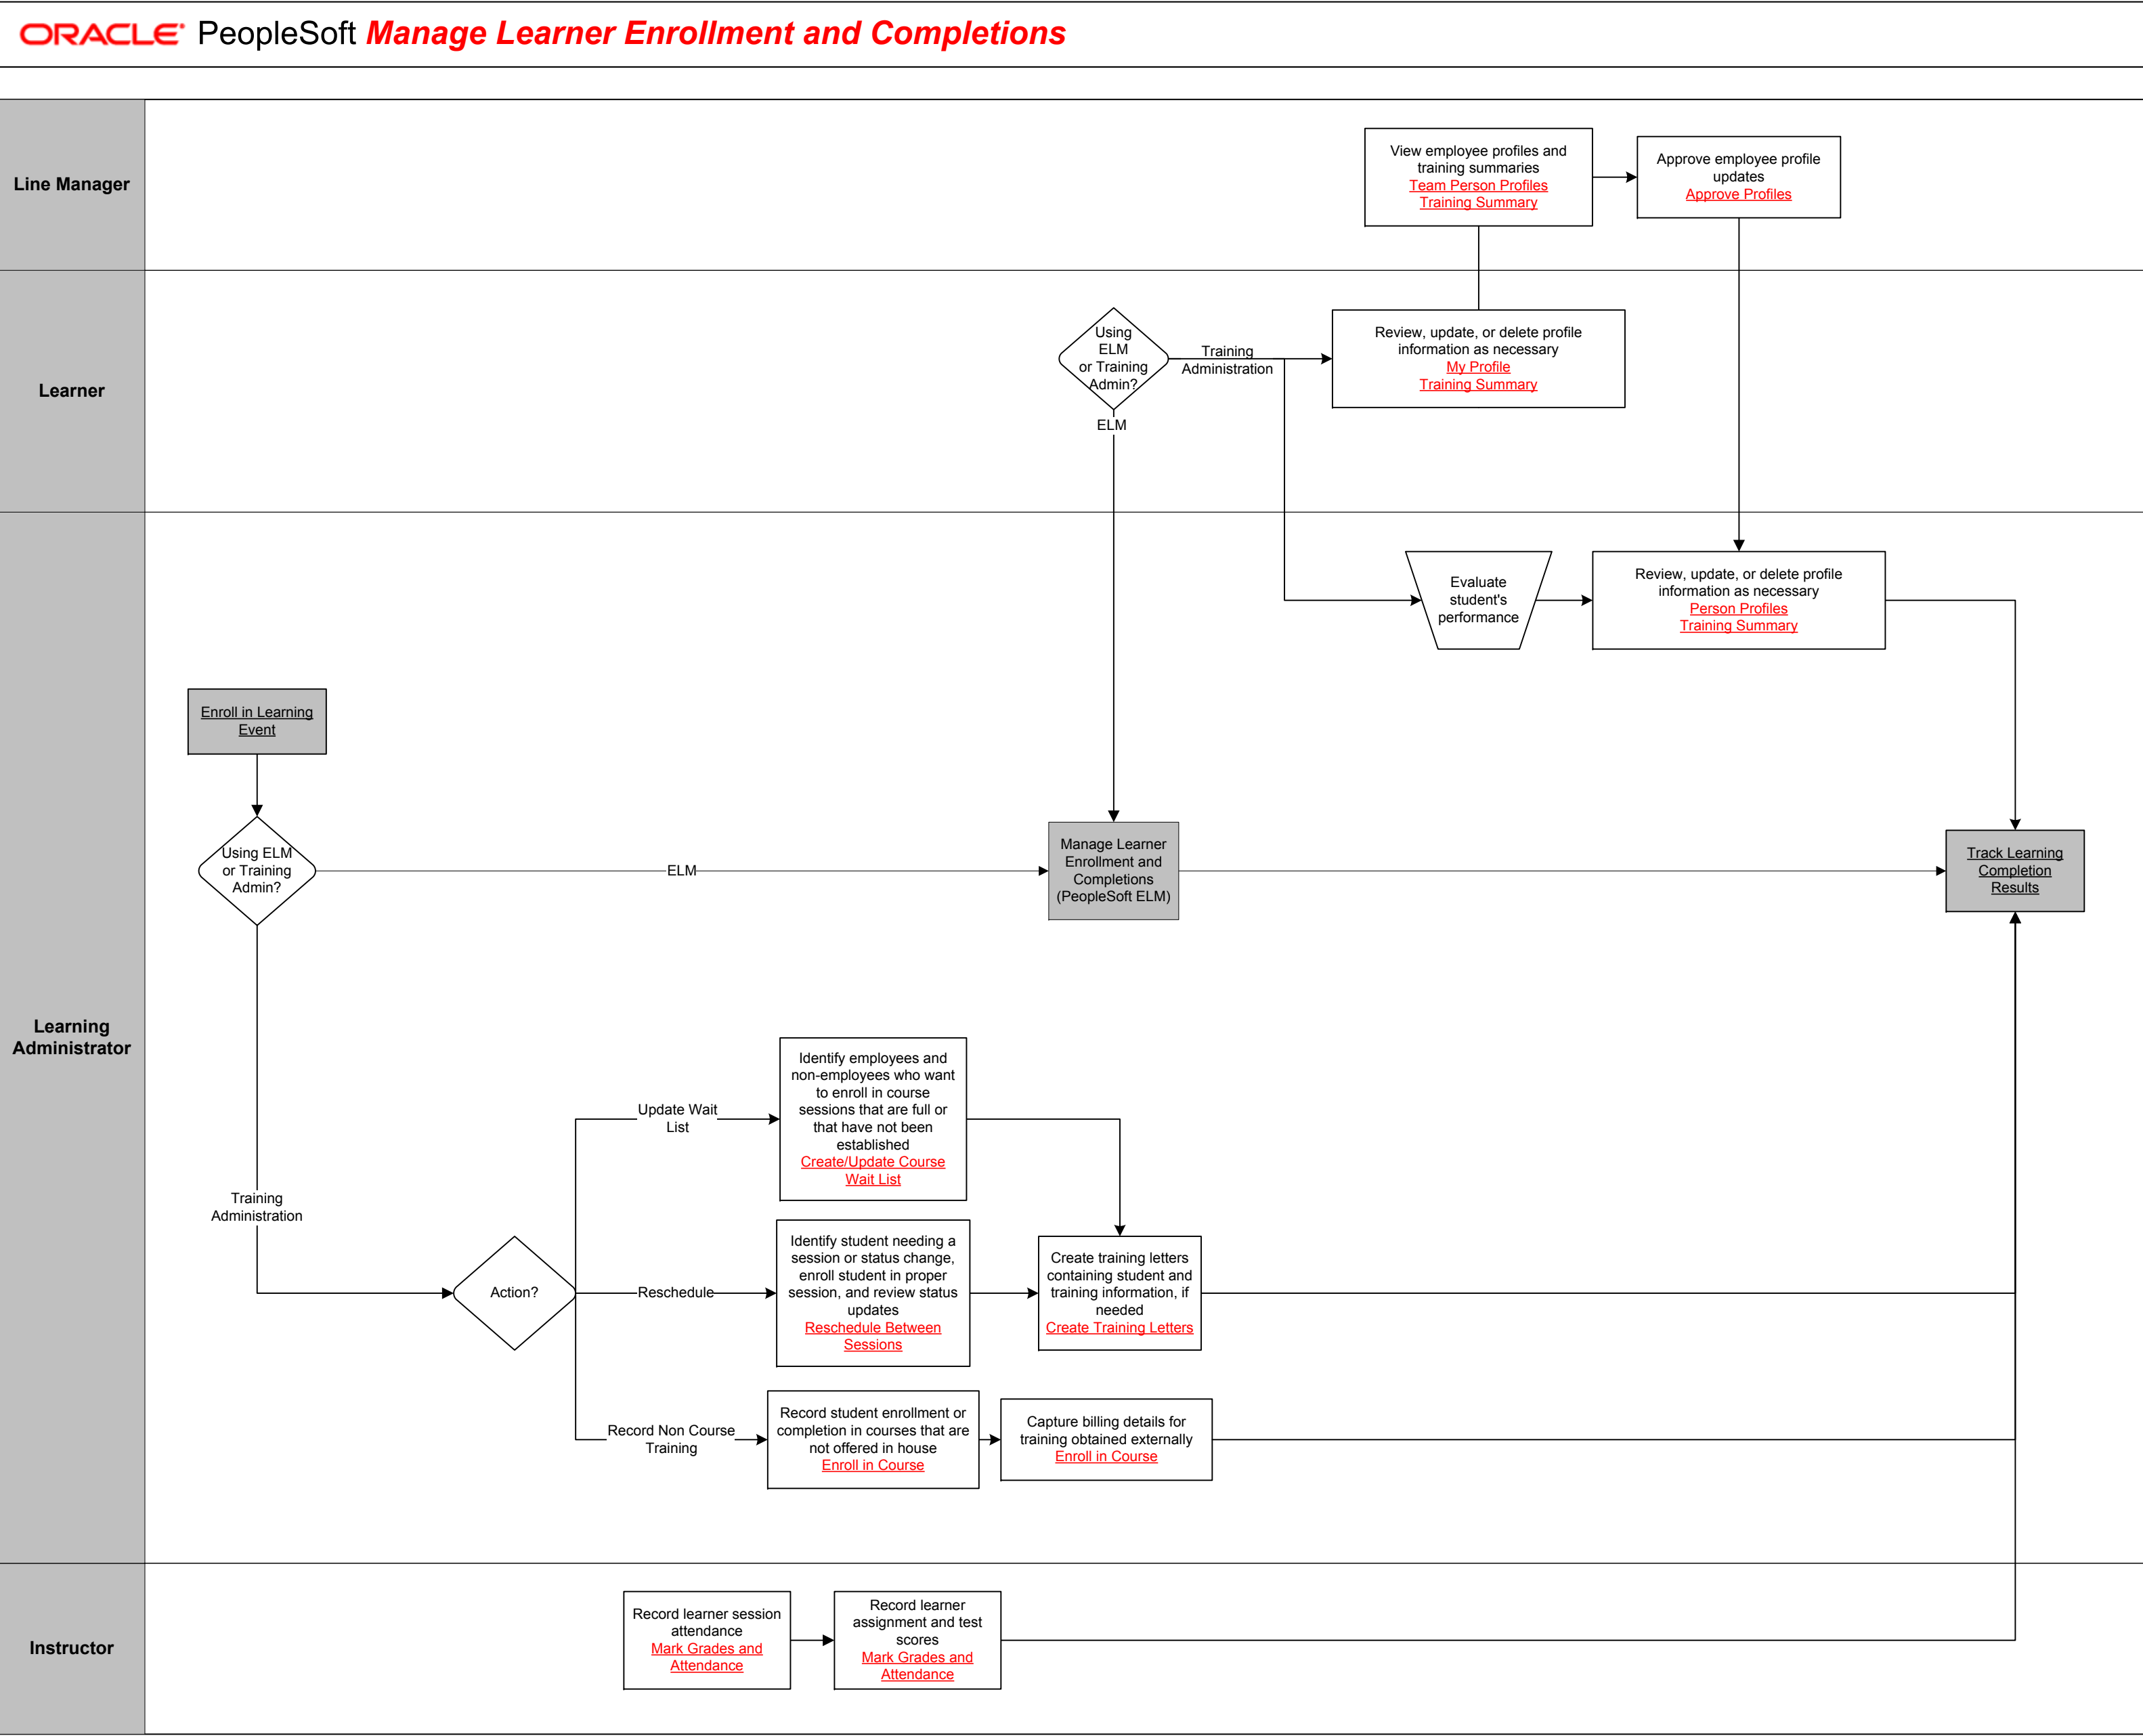 ORACLE® PeopleSoft Manage Learner Enrollment and Completions
Line Manager
View employee profiles and
training summaries
Team Person Profiles
Training Summary
Approve employee profile
updates
Approve Profiles
Learner
Using
ELM
or Training
Admin?
Training
Administration
ELM
Review, update, or delete profile
information as necessary
My Profile
Training Summary
Learning
Administrator
Evaluate
student's
performance
Review, update, or delete profile
information as necessary
Person Profiles
Training Summary
Enroll in Learning
Event
Using ELM
or Training
Admin?
ELM
Manage Learner
Enrollment and
Completions
(PeopleSoft ELM)
Track Learning
Completion
Results
Training
Administration
Action?
Update Wait
List
Identify employees and
non-employees who want
to enroll in course
sessions that are full or
that have not been
established
Create/Update Course
Wait List
Reschedule
Identify student needing a
session or status change,
enroll student in proper
session, and review status
updates
Reschedule Between
Sessions
Create training letters
containing student and
training information, if
needed
Create Training Letters
Record Non Course
Training
Record student enrollment or
completion in courses that are
not offered in house
Enroll in Course
Capture billing details for
training obtained externally
Enroll in Course
Instructor
Record learner session
attendance
Mark Grades and
Attendance
Record learner
assignment and test
scores
Mark Grades and
Attendance